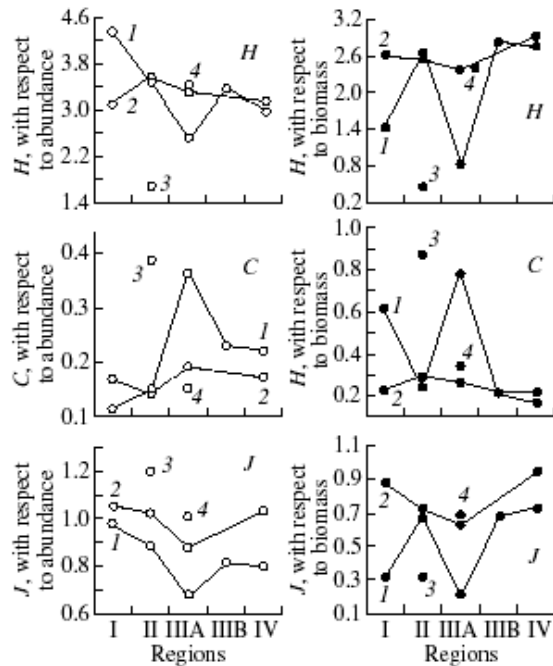 H, with respect
to abundance
4.6
3.8
3.0
2.2
1.4
1
2
3
4
H
H, with respect
to biomass
3.2
2.6
2.0
1.4
0.8
0.2
2
1
3
4
H
C, with respect
to abundance
0.4
0.3
0.2
0.1
3
C
1
2
4
H, with respect
to biomass
1.0
0.8
0.6
0.4
0.2
3
C
1
2
4
J, with respect
to abundance
1.2
1.0
0.8
0.6
3
J
2
1
4
I II IIIA IIIB IV
Regions
J, with respect
to biomass
1.1
0.9
0.7
0.5
0.3
0.1
2
4
1
3
J
I II IIIA IIIB IV
Regions